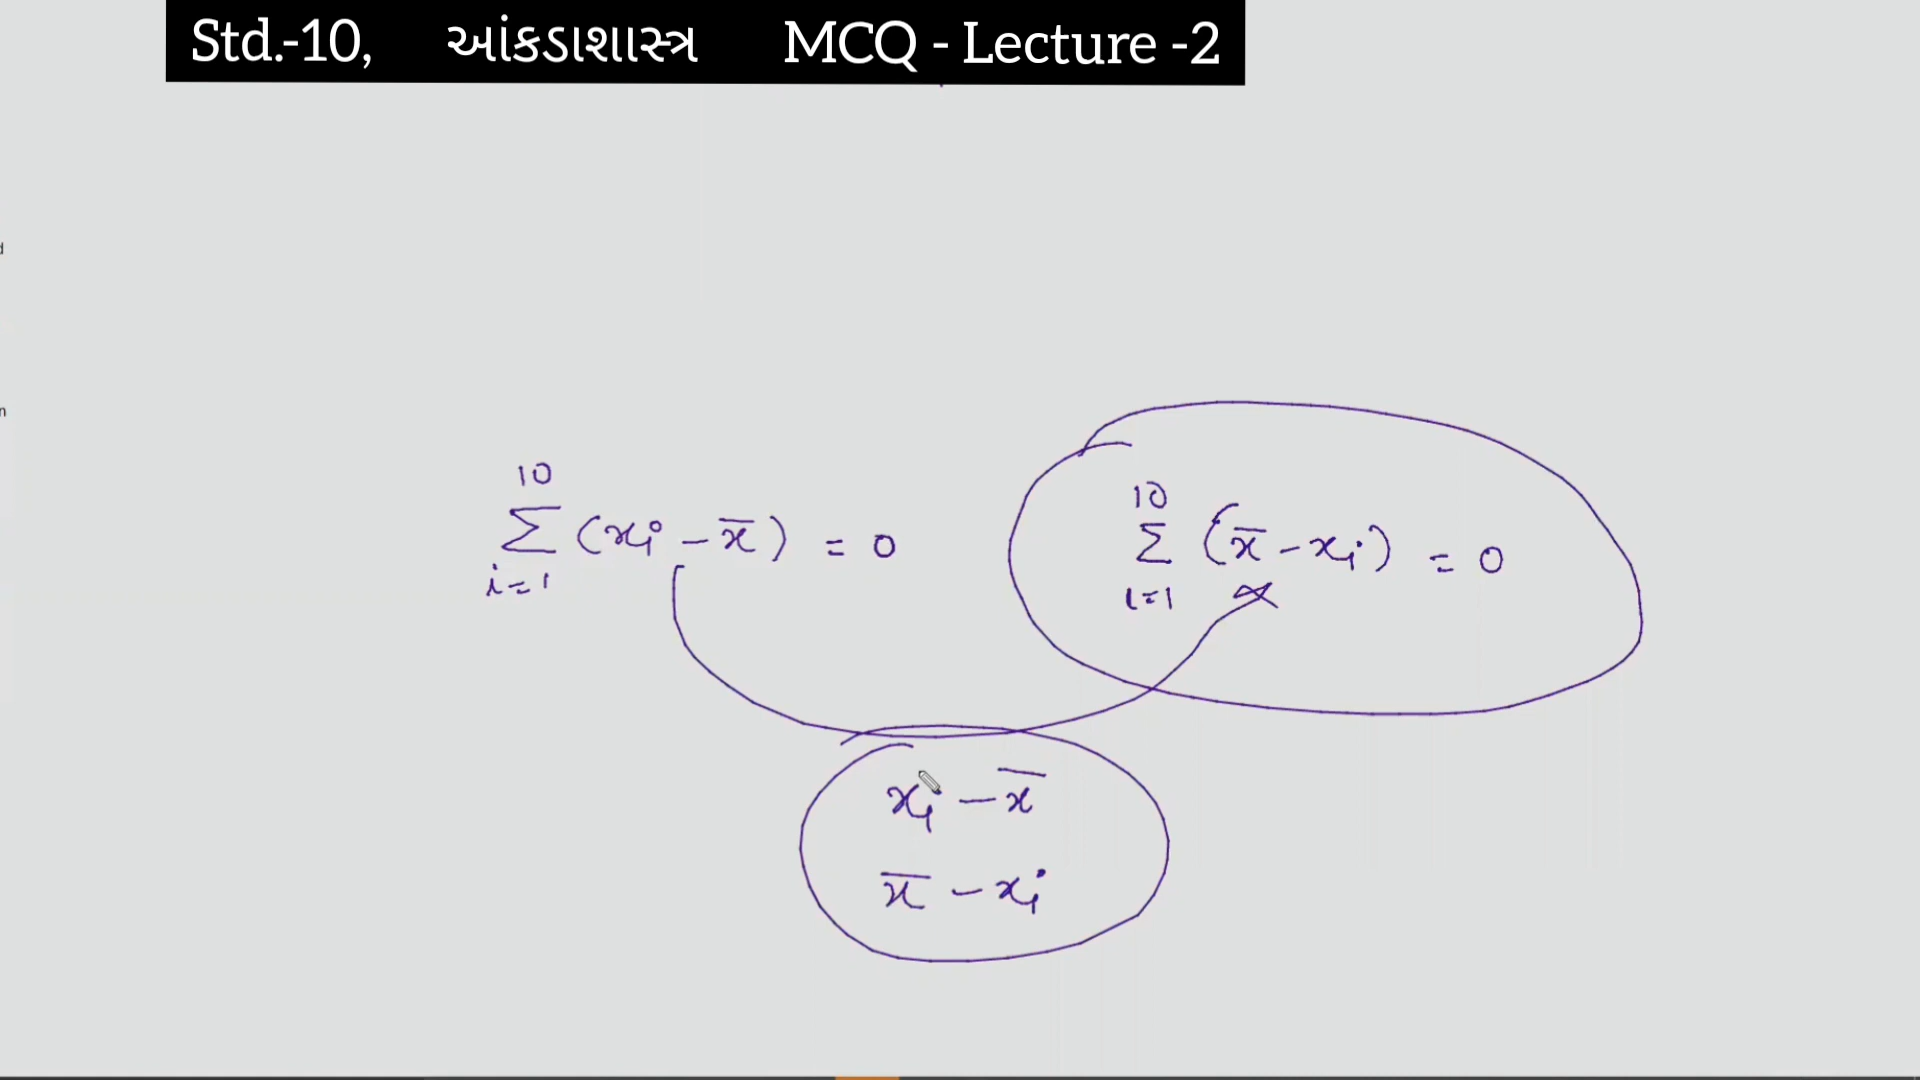 Std.-10, આંકડાશાસ્ત્ર MCQ - Lecture -2
10
∑ (xᵢ - x̄) = 0
i=1
10
∑ (x̄ - xᵢ) = 0
i=1
xᵢ - x̄
x̄ - xᵢ